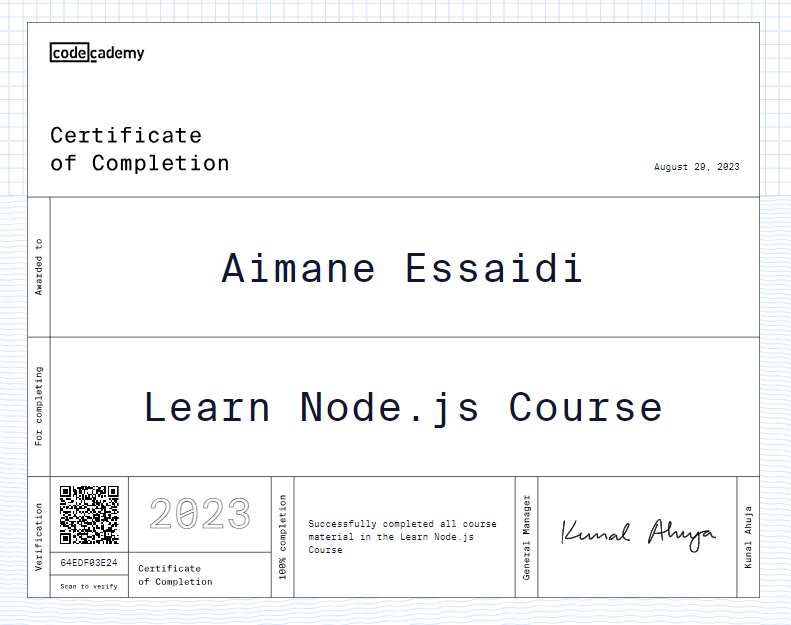 codecademy
Certificate
of Completion
August 20, 2023
Awarded to
Aimane Essaidi
For completing
Learn Node.js Course
Verification
64EDF03E24
Scan to verify
2023
Certificate
of Completion
100% completion
Successfully completed all course
material in the Learn Node.js
Course
General Manager
Kunal Ahuja
Kunal Ahuja